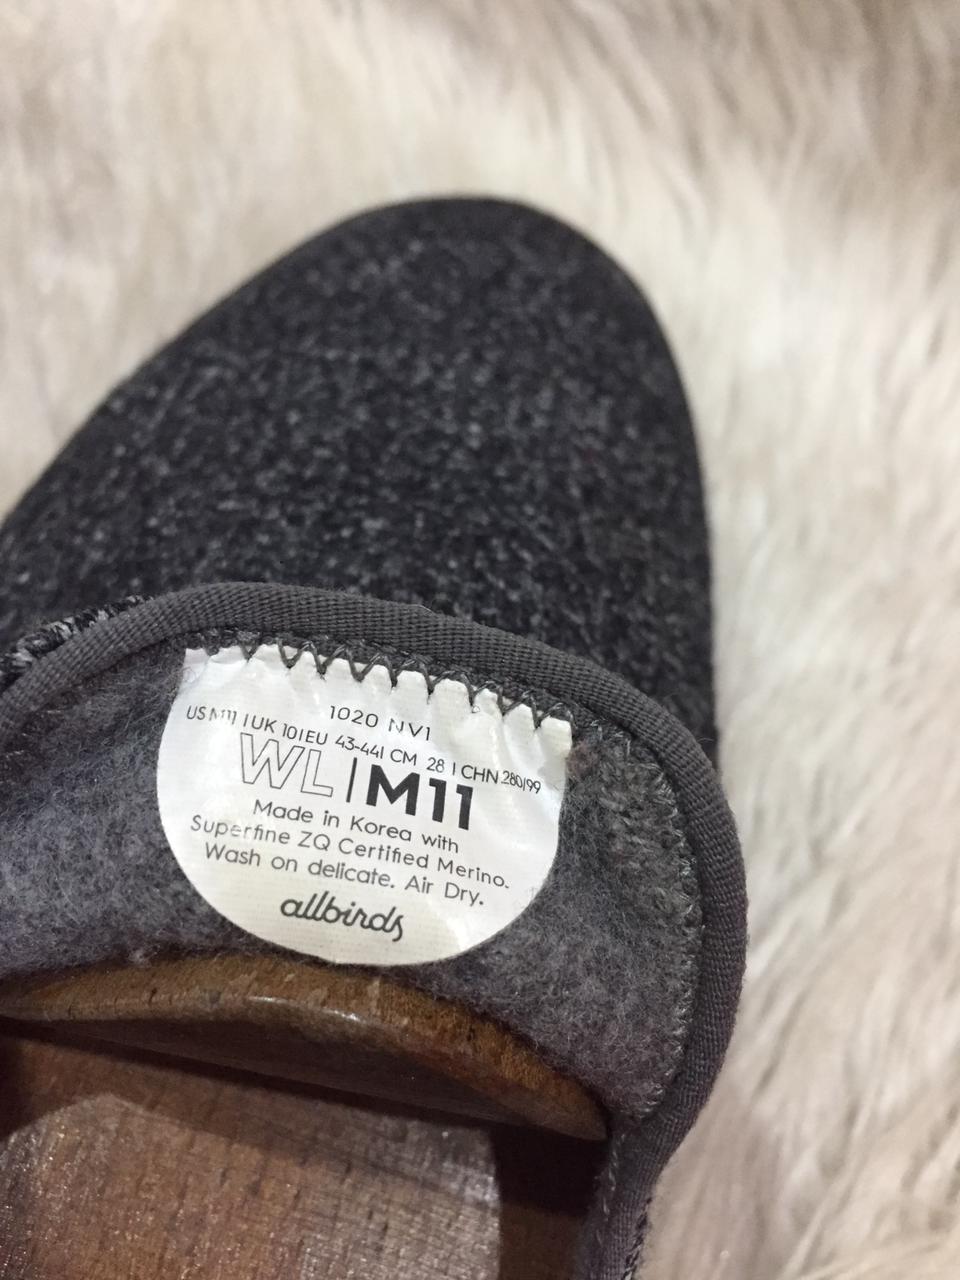 1020 NV1
US M11 | UK 10 | EU 43-44 | CM 28 | CHN 280/99
WL | M11
Made in Korea with
Superfine ZQ Certified Merino.
Wash on delicate. Air Dry.
allbirds